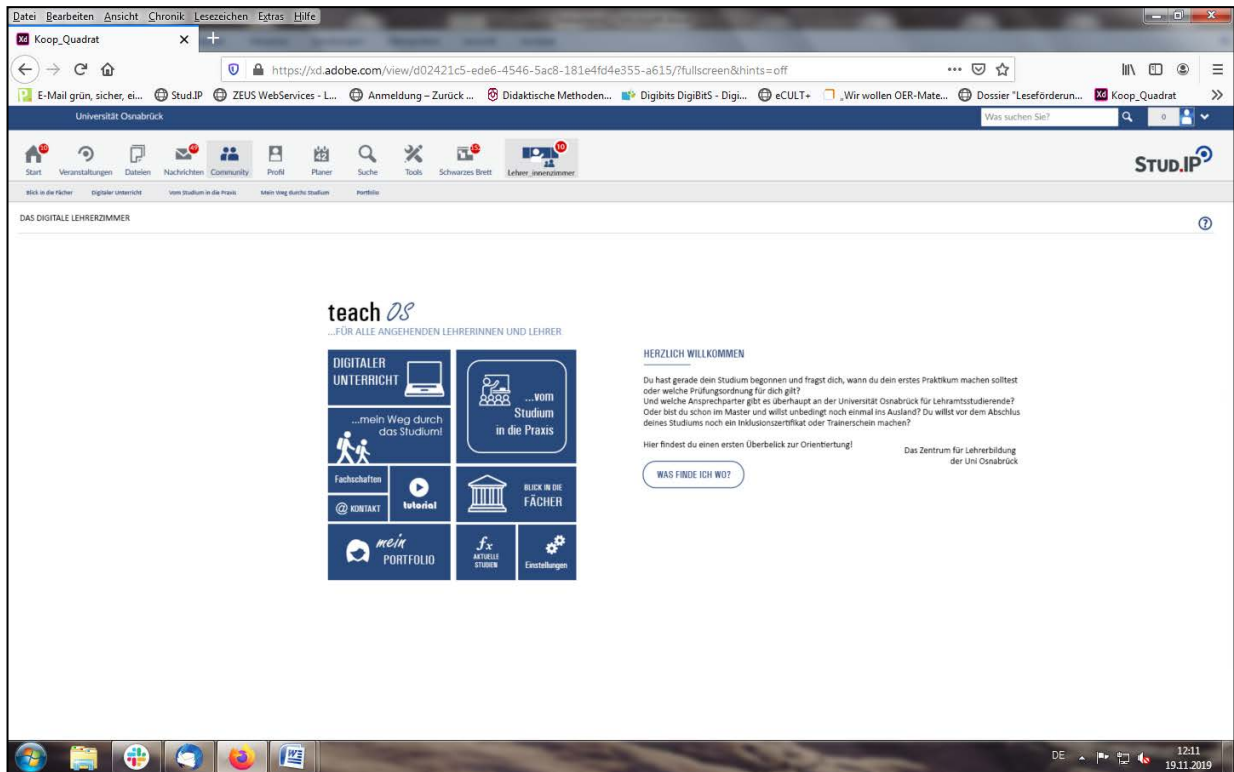 Datei Bearbeiten Ansicht Chronik Lesezeichen Extras Hilfe
Koop_Quadrat
https://xd.adobe.com/view/d02421c5-ede6-4546-5ac8-181e4fd4e355-a615/?fullscreen&hints=off
E-Mail grün, sicher, ei... Stud.IP ZEUS WebServices - L... Anmeldung – Zurück ... Didaktische Methoden... Digibits DigiBitS - Digi... eCULT+ „Wir wollen OER-Mate... Dossier "Leseförderun... Koop_Quadrat
Universität Osnabrück Was suchen Sie? 0
Start Veranstaltungen Dateien Nachrichten Community Profil Planer Suche Tools Schwarzes Brett Lehrer_innenzimmer
STUD.IP
Blick in die Fächer Digitaler Unterricht Vom Studium in die Praxis Mein Weg durchs Studium Portfolio
DAS DIGITALE LEHRERZIMMER
teach OS
...FÜR ALLE ANGEHENDEN LEHRERINNEN UND LEHRER
DIGITALER
UNTERRICHT
...vom
Studium
in die Praxis
...mein Weg durch
das Studium!
Fachschaften
@ KONTAKT
tutorial
BLICK IN DIE
FÄCHER
mein
PORTFOLIO
fx
AKTUELLE
STUDIEN
Einstellungen
HERZLICH WILLKOMMEN
Du hast gerade dein Studium begonnen und fragst dich, wann du dein erstes Praktikum machen solltest
oder welche Prüfungsordnung für dich gilt?
Und welche Ansprechparter gibt es überhaupt an der Universität Osnabrück für Lehramtsstudierende?
Oder bist du schon im Master und willst unbedingt noch einmal ins Ausland? Du willst vor dem Abschlus
deines Studiums noch ein Inklusionszertifikat oder Trainerschein machen?
Hier findest du einen ersten Überbelick zur Orientiertung!
Das Zentrum für Lehrerbildung
der Uni Osnabrück
WAS FINDE ICH WO?
DE
12:11
19.11.2019